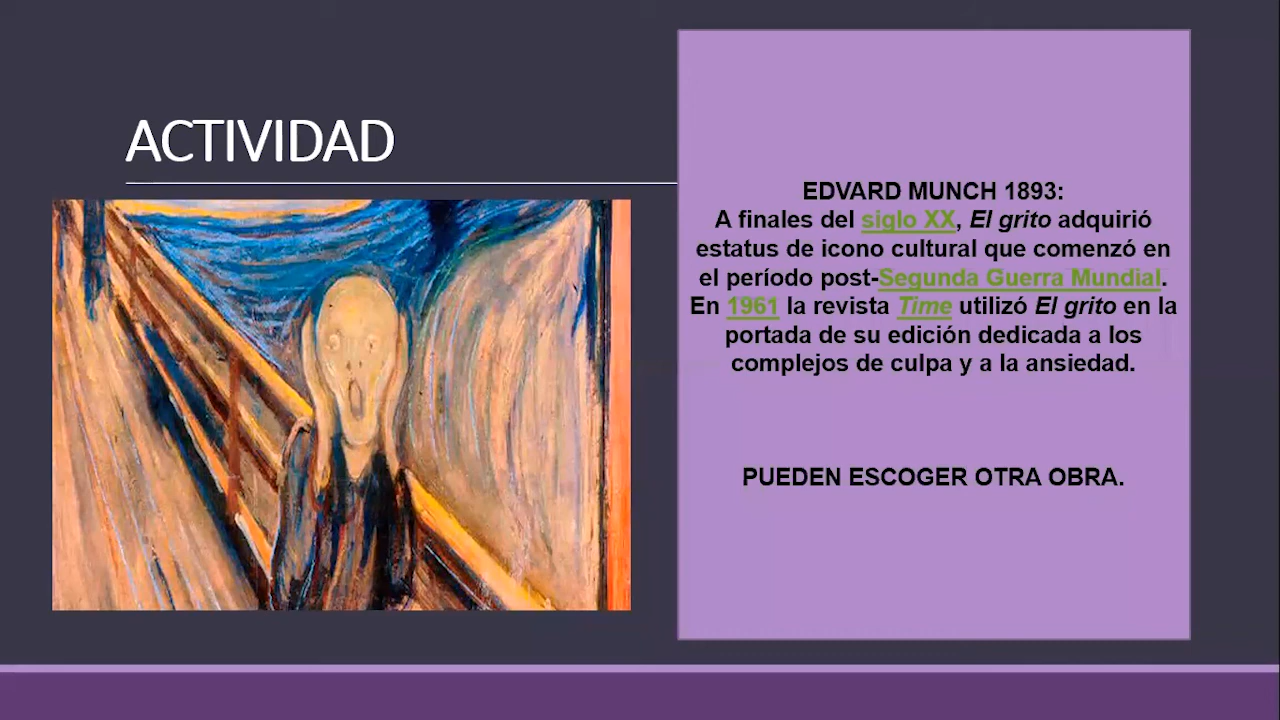 ACTIVIDAD
EDVARD MUNCH 1893:
A finales del siglo XX, El grito adquirió
estatus de icono cultural que comenzó en
el período post-Segunda Guerra Mundial.
En 1961 la revista Time utilizó El grito en la
portada de su edición dedicada a los
complejos de culpa y a la ansiedad.
PUEDEN ESCOGER OTRA OBRA.